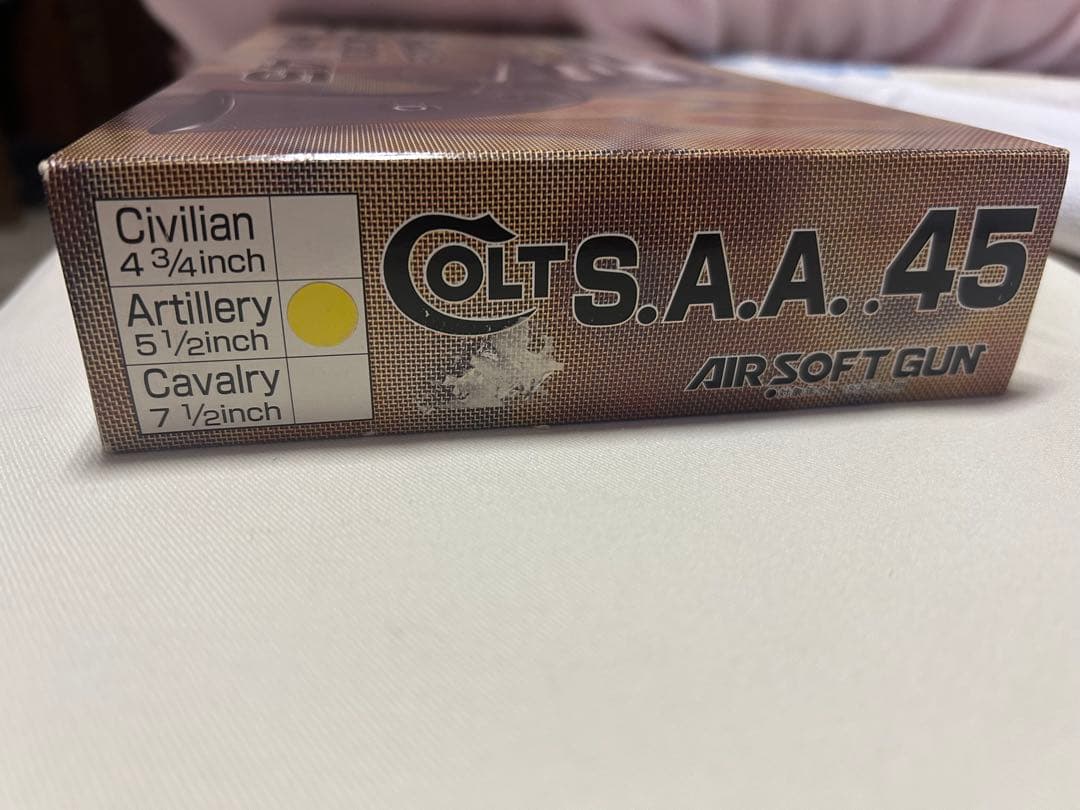 Civilian
4 3/4inch
Artillery
5 1/2inch
Cavalry
7 1/2inch
COLT S.A.A. .45
AIR SOFT GUN